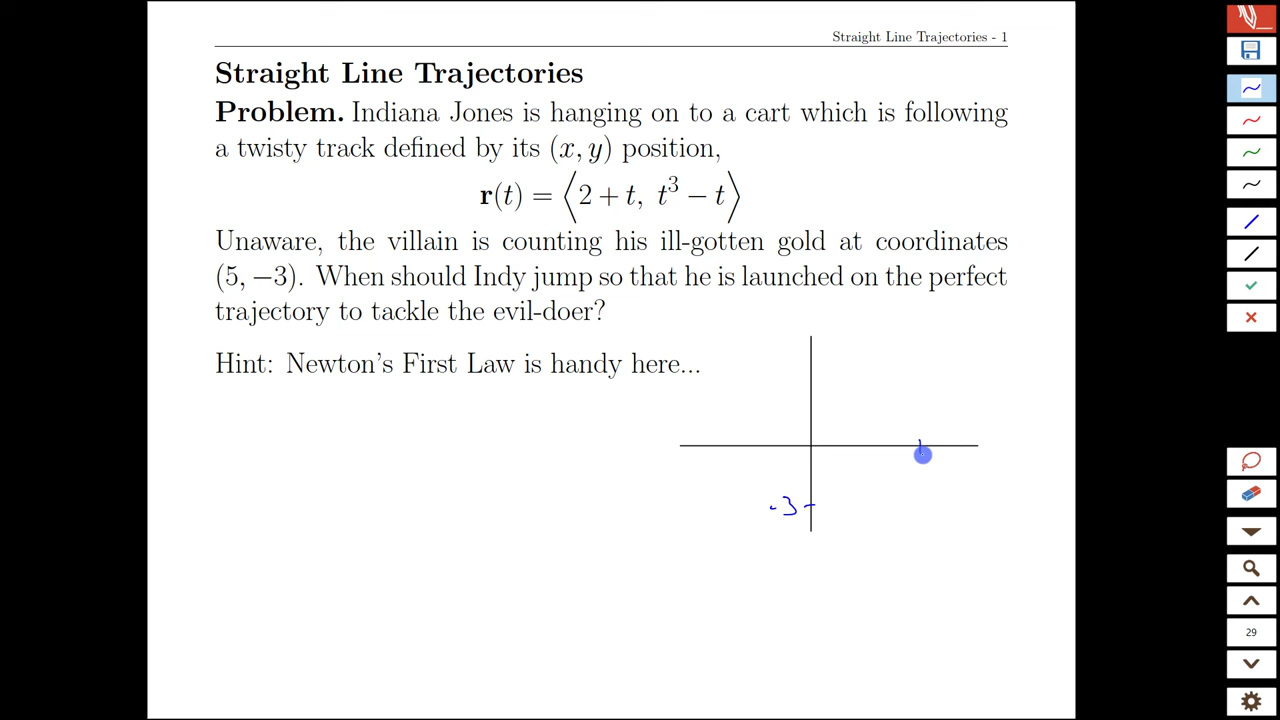 Straight Line Trajectories - 1
Straight Line Trajectories
Problem. Indiana Jones is hanging on to a cart which is following
a twisty track defined by its (x, y) position,
r(t) = ⟨2 + t, t³ − t⟩
Unaware, the villain is counting his ill-gotten gold at coordinates
(5, −3). When should Indy jump so that he is launched on the perfect
trajectory to tackle the evil-doer?
Hint: Newton's First Law is handy here...
-3
29